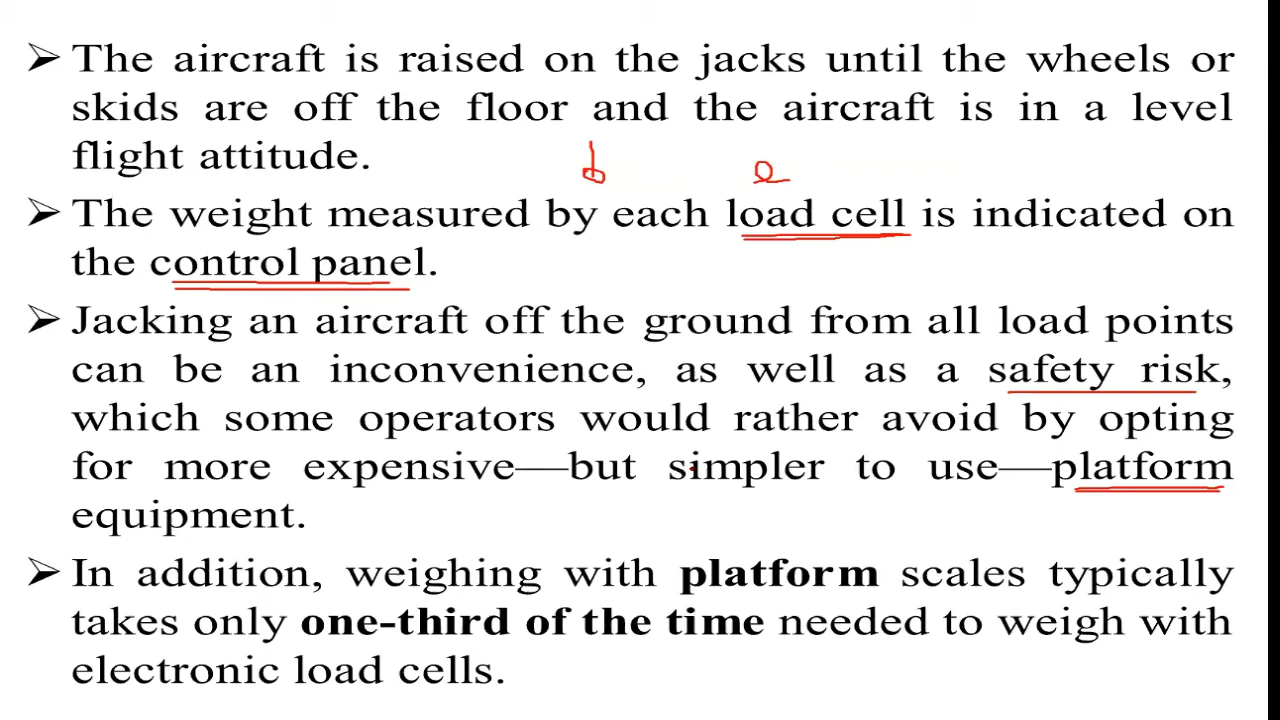 ➢ The aircraft is raised on the jacks until the wheels or
skids are off the floor and the aircraft is in a level
flight attitude.
➢ The weight measured by each load cell is indicated on
the control panel.
➢ Jacking an aircraft off the ground from all load points
can be an inconvenience, as well as a safety risk,
which some operators would rather avoid by opting
for more expensive—but simpler to use—platform
equipment.
➢ In addition, weighing with platform scales typically
takes only one-third of the time needed to weigh with
electronic load cells.